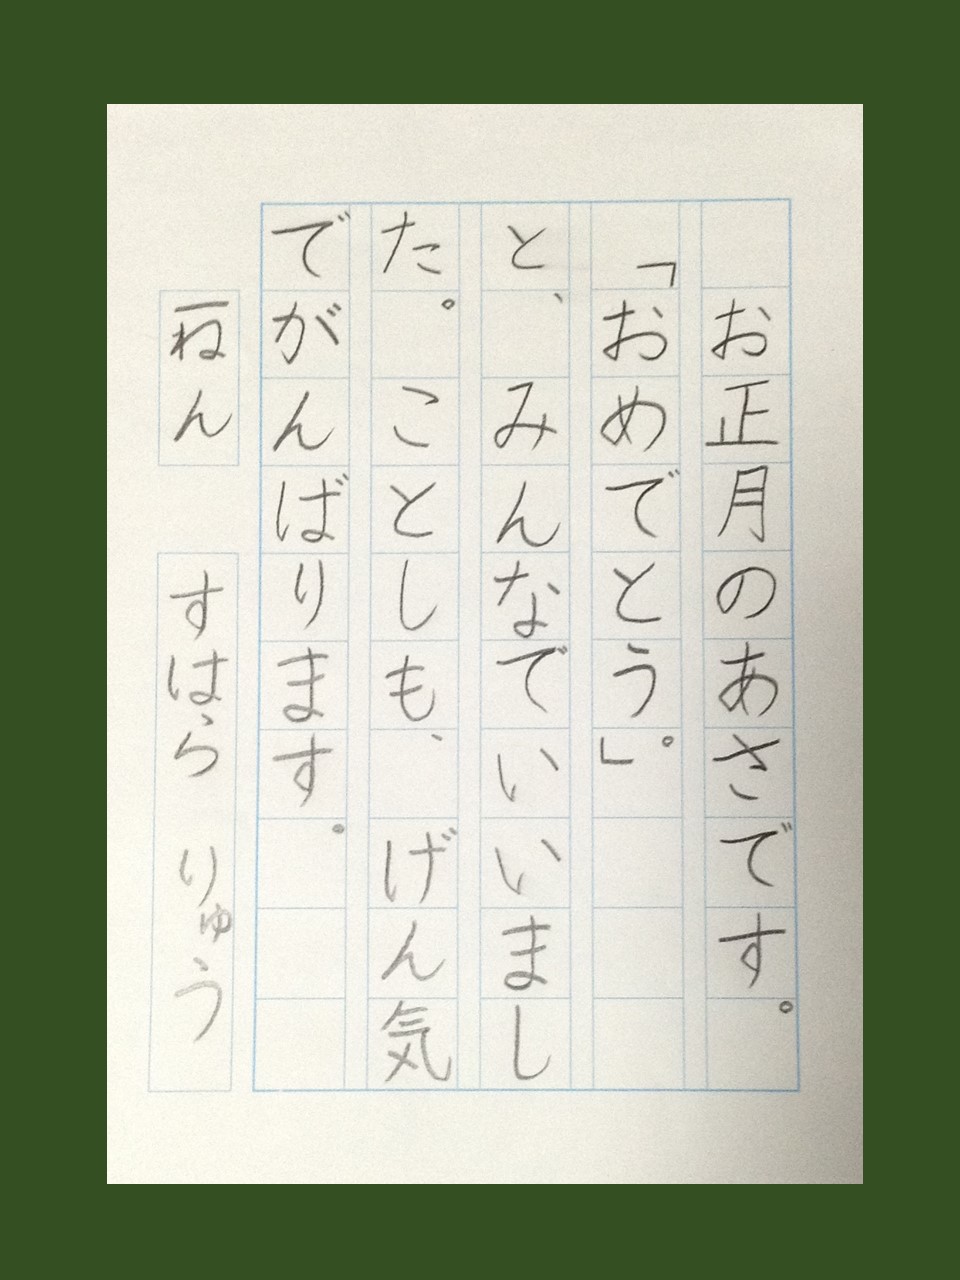 お正月のあさです。
「おめでとう。」
と、みんなでいいまし
た。ことしも、げん気
でがんばります。
一ねん すはら りゅう